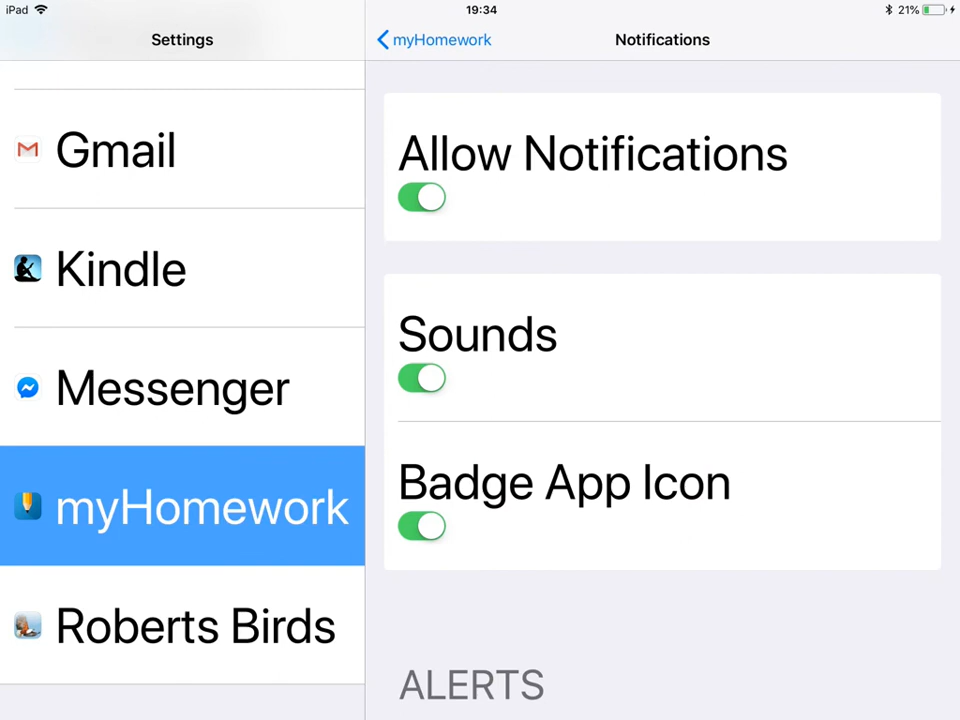 iPad 19:34 21%
Settings
myHomework Notifications
Gmail
Kindle
Messenger
myHomework
Roberts Birds
Allow Notifications
Sounds
Badge App Icon
ALERTS